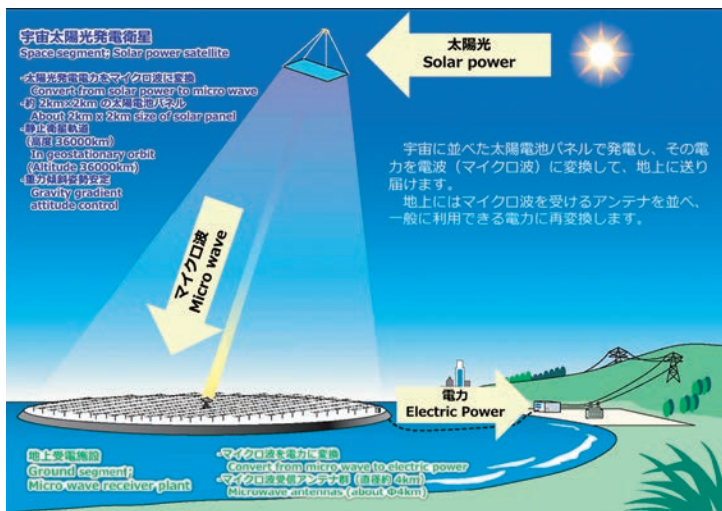 宇宙太陽光発電衛星
Space segment; Solar power satellite
-太陽光発電電力をマイクロ波に変換
Convert from solar power to micro wave
-約 2km×2km の太陽電池パネル
About 2km x 2km size of solar panel
-静止衛星軌道
(高度 36000km)
In geostationary orbit
(Altitude 36000km)
-重力傾斜姿勢安定
Gravity gradient
attitude control
太陽光
Solar power
宇宙に並べた太陽電池パネルで発電し、その電
力を電波（マイクロ波）に変換して、地上に送り
届けます。
地上にはマイクロ波を受けるアンテナを並べ、
一般に利用できる電力に再変換します。
マイクロ波
Micro wave
電力
Electric Power
地上受電施設
Ground segment;
Micro wave receiver plant
-マイクロ波を電力に変換
Convert from micro wave to electric power
-マイクロ波受信アンテナ群（直径約 4km）
Microwave antennas (about Φ4km)